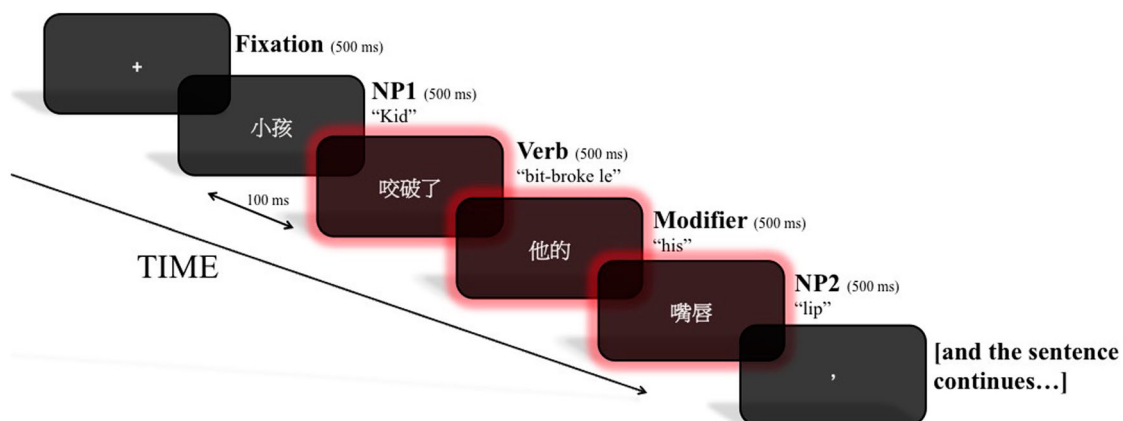 +
Fixation (500 ms)
小孩
NP1 (500 ms)
“Kid”
咬破了
Verb (500 ms)
“bit-broke le”
100 ms
他的
Modifier (500 ms)
“his”
TIME
嘴唇
NP2 (500 ms)
“lip”
，
[and the sentence
continues…]